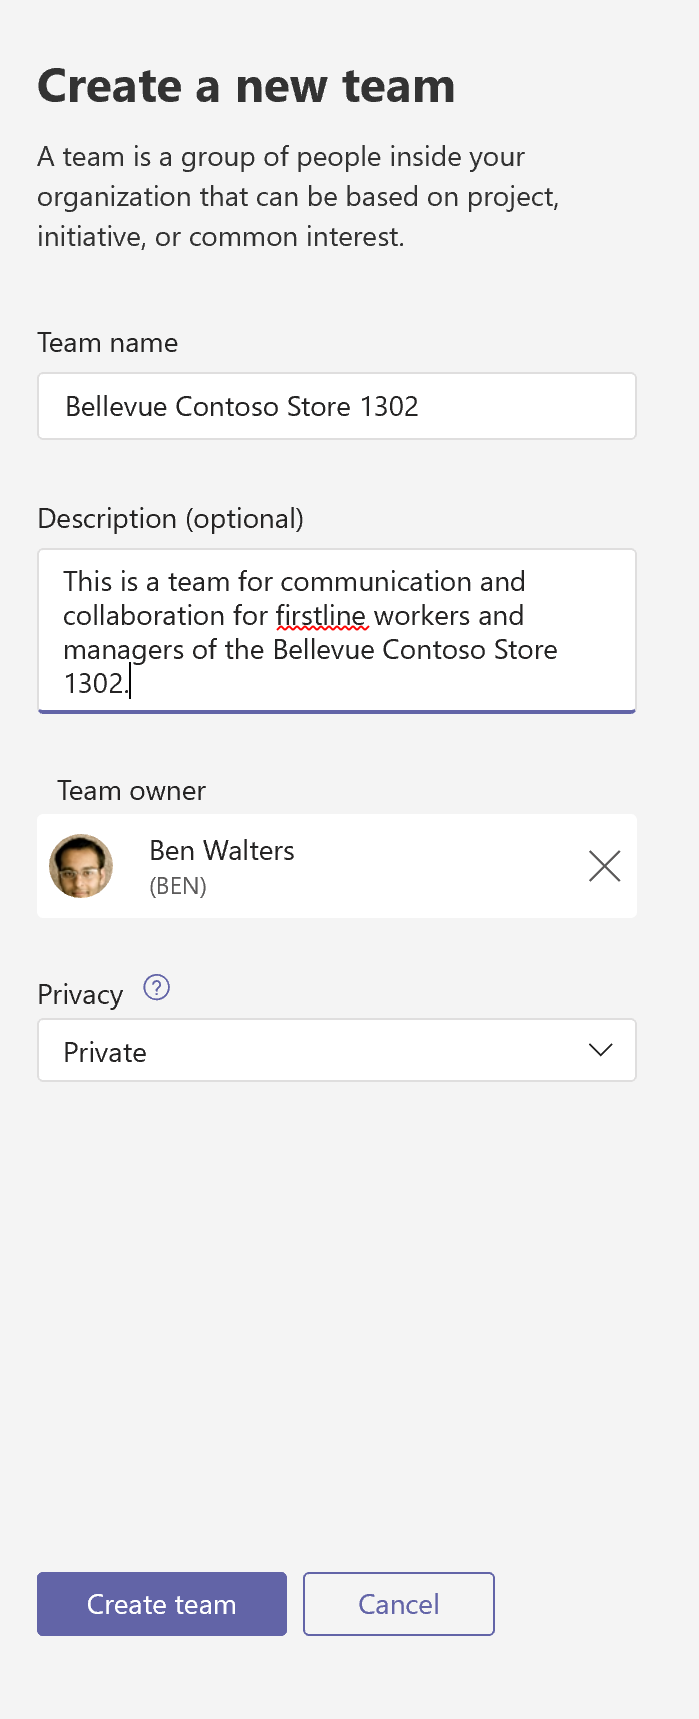 Create a new team
A team is a group of people inside your
organization that can be based on project,
initiative, or common interest.
Team name
Bellevue Contoso Store 1302
Description (optional)
This is a team for communication and
collaboration for firstline workers and
managers of the Bellevue Contoso Store
1302.
Team owner
Ben Walters
(BEN)
Privacy ?
Private
Create team Cancel